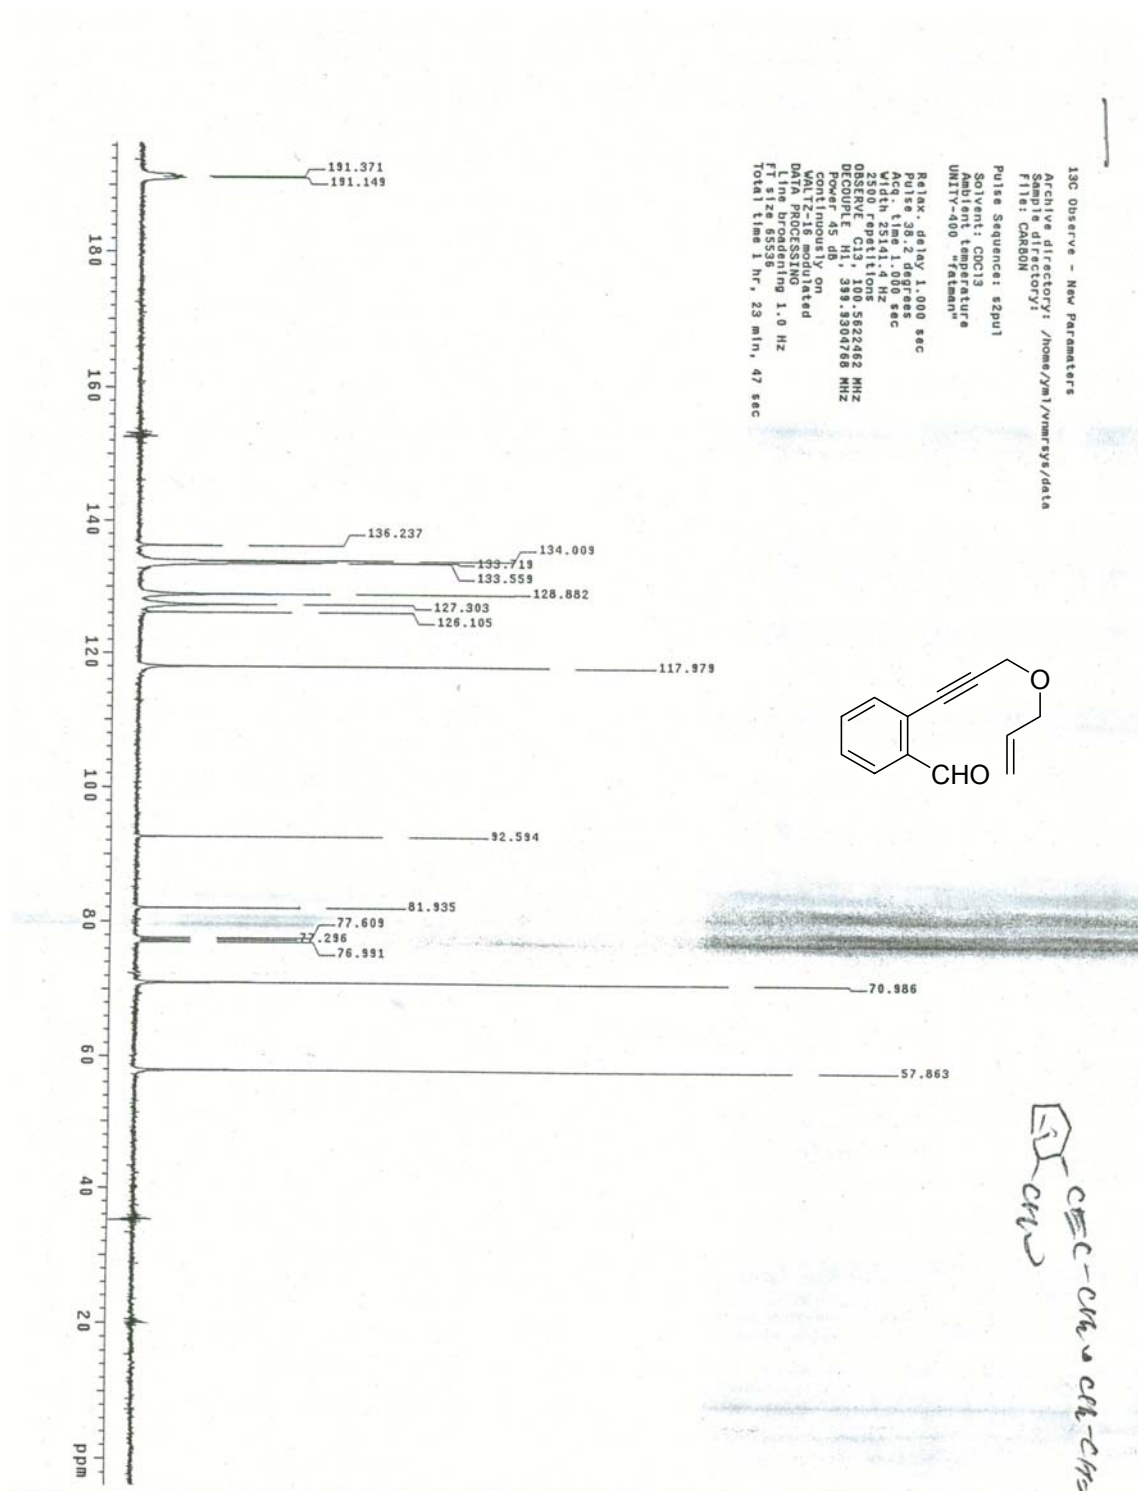 13C Observe - New Paramaters
Archive directory: /home/ym1/vnmrsys/data
Sample directory:
File: CARBON
Pulse Sequence: s2pul
Solvent: CDCl3
Ambient temperature
UNITY-400 "fatman"
Relax. delay 1.000 sec
Pulse 38.2 degrees
Acq. time 1.000 sec
Width 25141.4 Hz
2500 repetitions
OBSERVE C13, 100.5622462 MHz
DECOUPLE H1, 399.9304768 MHz
Power 45 dB
continuously on
WALTZ-16 modulated
DATA PROCESSING
Line broadening 1.0 Hz
FT size 65536
Total time 1 hr, 23 min, 47 sec
191.371
191.149
136.237
134.009
133.719
133.559
128.882
127.303
126.105
117.979
92.594
81.935
77.609
77.296
76.991
70.986
57.863
180
160
140
120
100
80
60
40
20
ppm
O
CHO